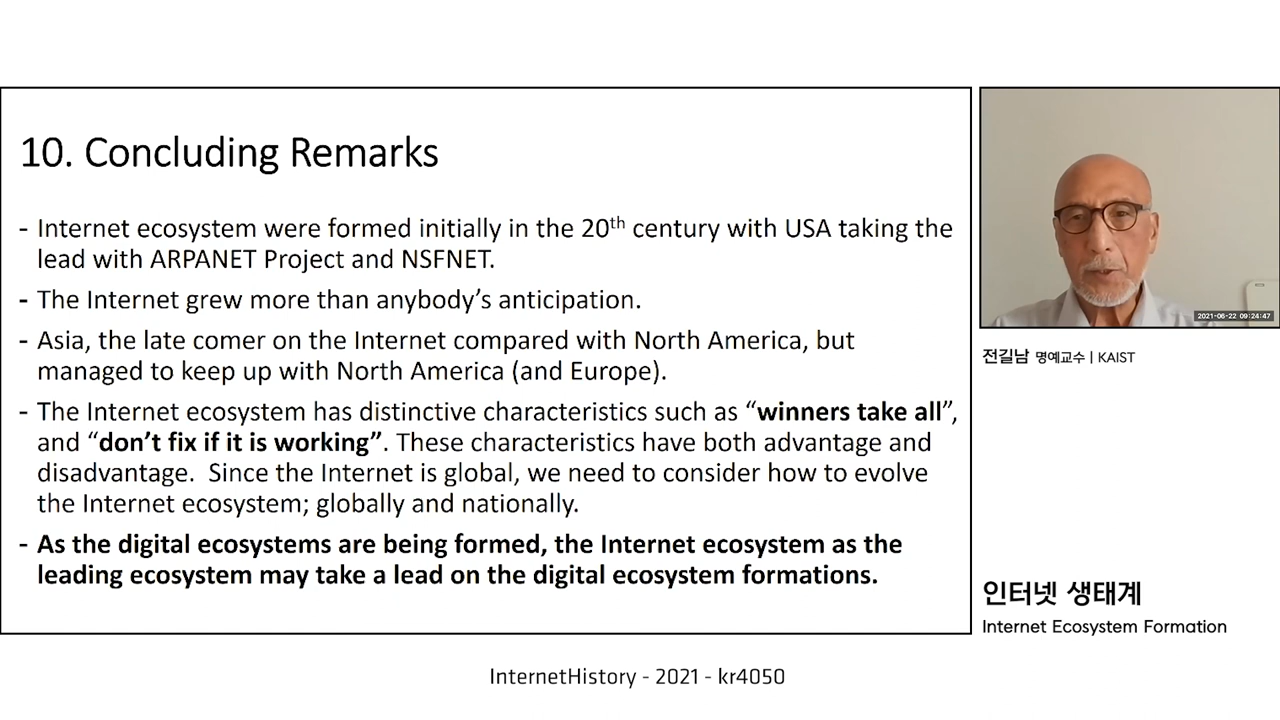 10. Concluding Remarks
- Internet ecosystem were formed initially in the 20th century with USA taking the
lead with ARPANET Project and NSFNET.
- The Internet grew more than anybody’s anticipation.
- Asia, the late comer on the Internet compared with North America, but
managed to keep up with North America (and Europe).
- The Internet ecosystem has distinctive characteristics such as “winners take all”,
and “don’t fix if it is working”. These characteristics have both advantage and
disadvantage.  Since the Internet is global, we need to consider how to evolve
the Internet ecosystem; globally and nationally.
- As the digital ecosystems are being formed, the Internet ecosystem as the
leading ecosystem may take a lead on the digital ecosystem formations.
2021-06-22 09:24:47
전길남 명예교수 | KAIST
인터넷 생태계
Internet Ecosystem Formation
InternetHistory - 2021 - kr4050